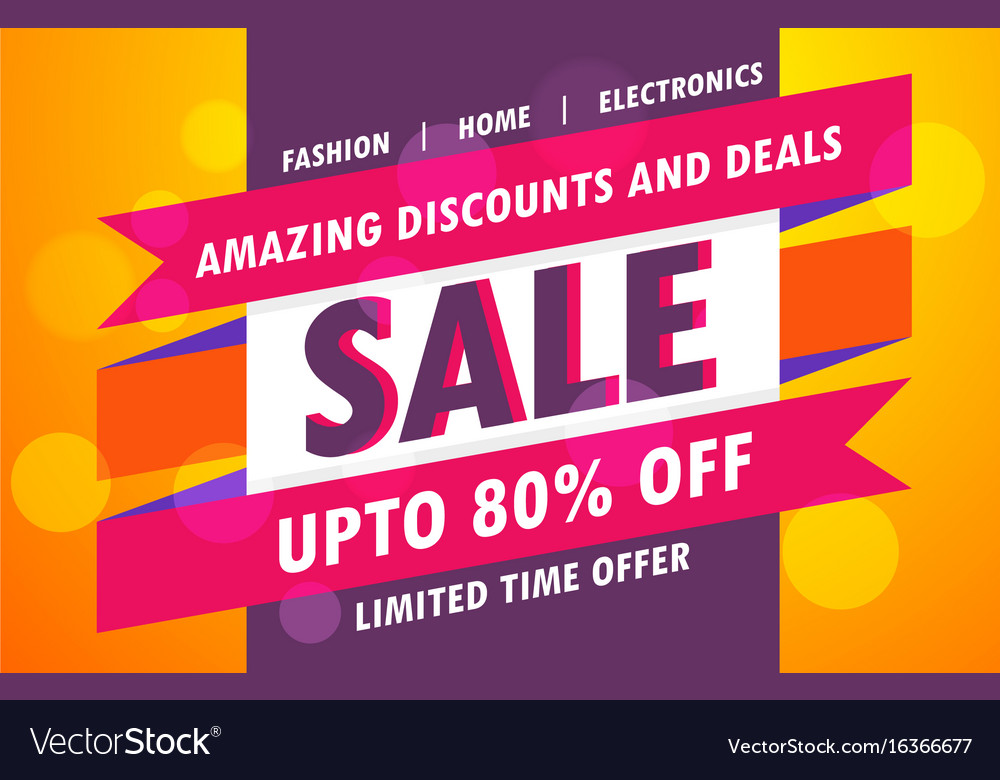 FASHION | HOME | ELECTRONICS
AMAZING DISCOUNTS AND DEALS
SALE
UPTO 80% OFF
LIMITED TIME OFFER
VectorStock®
VectorStock.com/16366677